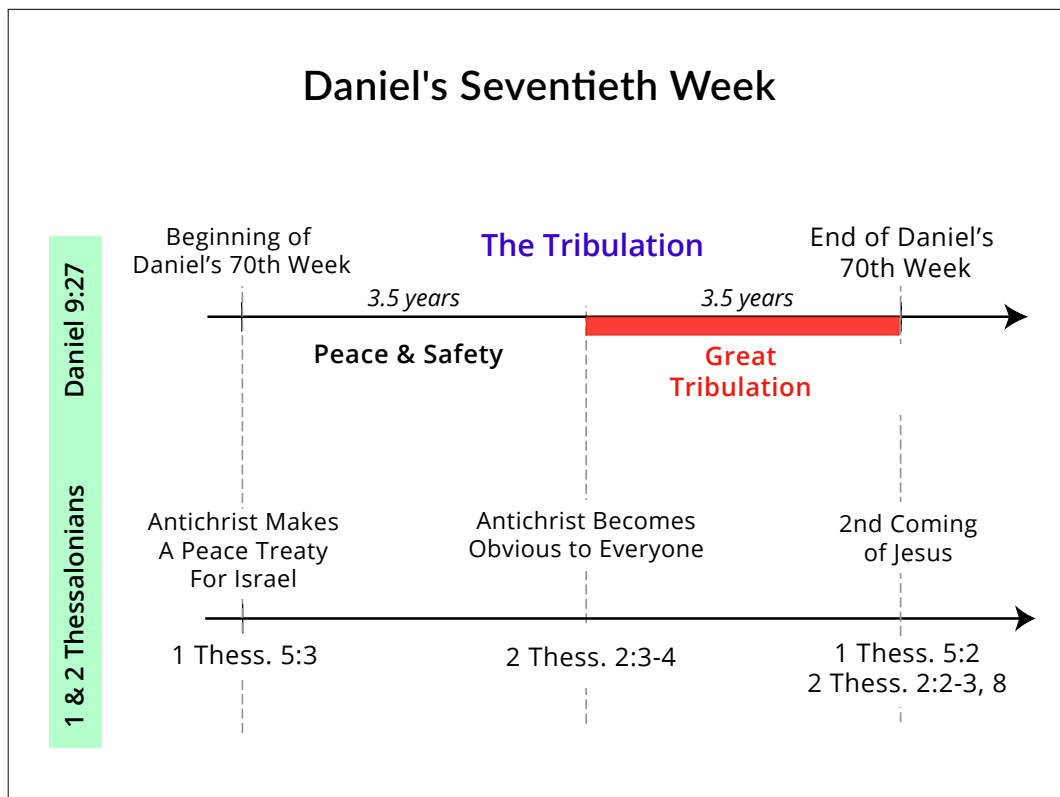 Daniel's Seventieth Week
Daniel 9:27
Beginning of
Daniel’s 70th Week
The Tribulation
End of Daniel’s
70th Week
3.5 years
3.5 years
Peace & Safety
Great
Tribulation
1 & 2 Thessalonians
Antichrist Makes
A Peace Treaty
For Israel
Antichrist Becomes
Obvious to Everyone
2nd Coming
of Jesus
1 Thess. 5:3
2 Thess. 2:3-4
1 Thess. 5:2
2 Thess. 2:2-3, 8